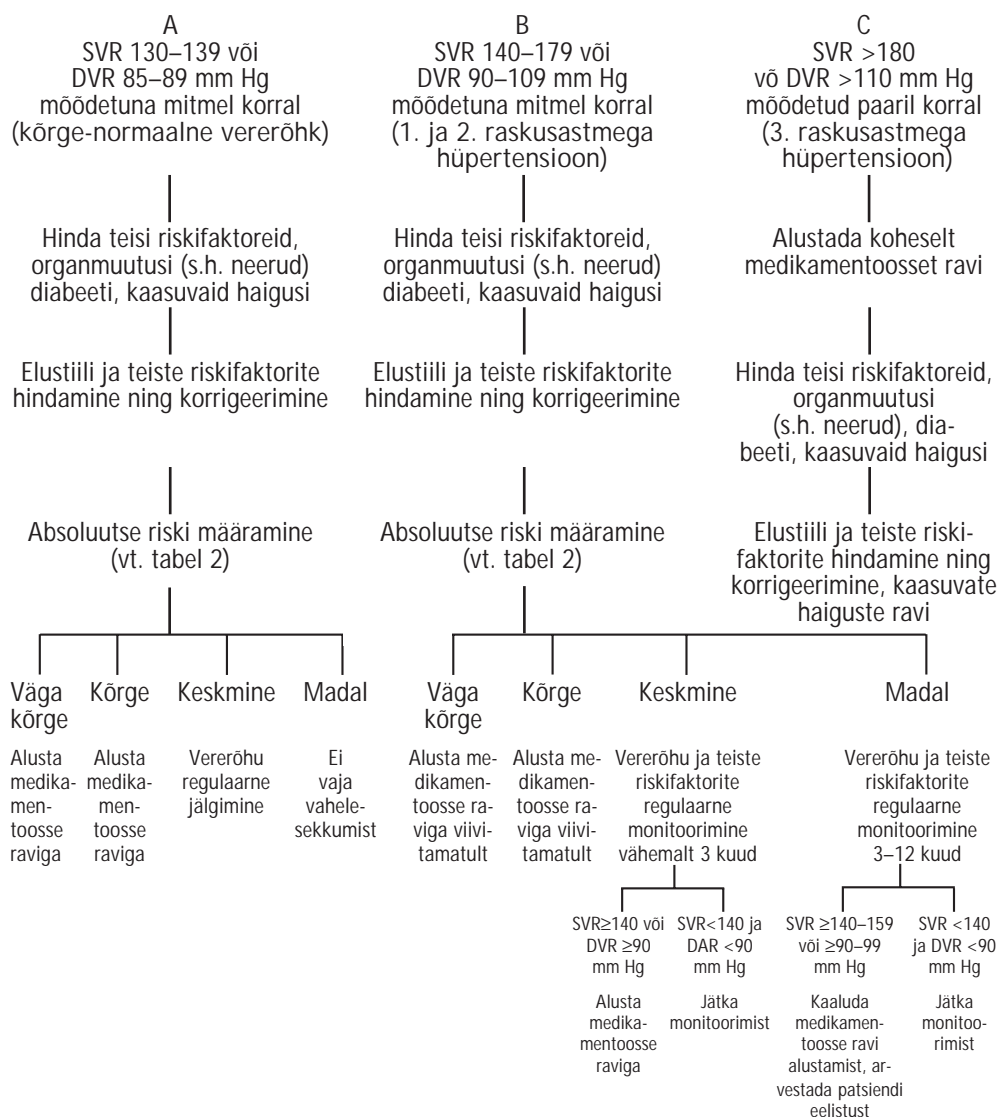 A
SVR 130–139 või
DVR 85–89 mm Hg
mõõdetuna mitmel korral
(kõrge-normaalne vererõhk)
Hinda teisi riskifaktoreid,
organmuutusi (s.h. neerud)
diabeeti, kaasuvaid haigusi
Elustiili ja teiste riskifaktorite
hindamine ning korrigeerimine
Absoluutse riski määramine
(vt. tabel 2)
Väga
kõrge
Alusta
medika-
men-
toosse
raviga
Kõrge
Alusta
medika-
men-
toosse
raviga
Keskmine
Vererõhu
regulaarne
jälgimine
Madal
Ei
vaja
vahele-
sekkumist
B
SVR 140–179 või
DVR 90–109 mm Hg
mõõdetuna mitmel korral
(1. ja 2. raskusastmega
hüpertensioon)
Hinda teisi riskifaktoreid,
organmuutusi (s.h. neerud)
diabeeti, kaasuvaid haigusi
Elustiili ja teiste riskifaktorite
hindamine ning korrigeerimine
Absoluutse riski määramine
(vt. tabel 2)
Väga
kõrge
Alusta me-
dikamen-
toosse ra-
viga viivi-
tamatult
Kõrge
Alusta me-
dikamen-
toosse ra-
viga viivi-
tamatult
Keskmine
Vererõhu ja teiste
riskifaktorite
regulaarne
monitoorimine
vähemalt 3 kuud
SVR≥140 või
DVR ≥90
mm Hg
Alusta
medika-
mentoosse
raviga
SVR<140 ja
DAR <90
mm Hg
Jätka
monitoorimist
Madal
Vererõhu ja teiste
riskifaktorite
regulaarne
monitoorimine
3–12 kuud
SVR ≥140–159
või ≥90–99
mm Hg
Kaaluda
medikamen-
toosse ravi
alustamist, ar-
vestada patsiendi
eelistust
SVR <140
ja DVR <90
mm Hg
Jätka
monitoo-
rimist
C
SVR >180
võ DVR >110 mm Hg
mõõdetud paaril korral
(3. raskusastmega
hüpertensioon)
Alustada koheselt
medikamentoosset ravi
Hinda teisi riskifaktoreid,
organmuutusi
(s.h. neerud), dia-
beeti, kaasuvaid haigusi
Elustiili ja teiste riski-
faktorite hindamine ning
korrigeerimine, kaasuvate
haiguste ravi